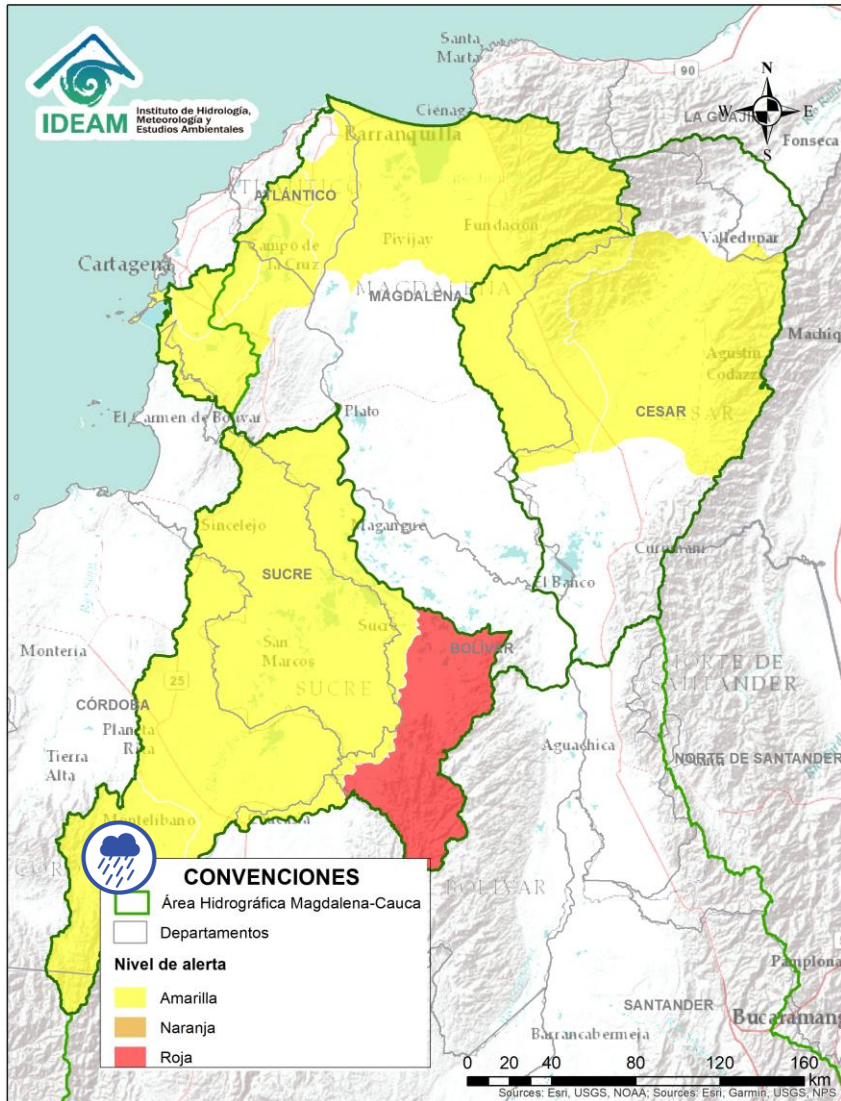 IDEAM
Instituto de Hidrología,
Meteorología y
Estudios Ambientales
Santa
Marta
90
N
W
E
S
LA GUAJIRA
Fonseca
Ciénaga
Barranquilla
ATLÁNTICO
Valledupar
Fundación
Pivijay
Campo de
la Cruz
Cartagena
MAGDALENA
MAGDALENA
Agustín
Codazzi
CESAR
El Carmen de Bolívar
Plato
Sincelejo
Magangue
SUCRE
El Banco
Sucre
San
Marcos
BOLÍVAR
Montería
25
SUCRE
NORTE DE
SANTANDER
CÓRDOBA
Planeta
Rica
Tierra
Alta
Aguachica
NORTE DE SANTANDER
Montelibano
BOLÍVAR
CONVENCIONES
Área Hidrográfica Magdalena-Cauca
Departamentos
Nivel de alerta
Amarilla
Naranja
Roja
Pamplona
SANTANDER
Barrancabermeja
0 20 40 80 120 160
Km
Sources: Esri, USGS, NOAA; Sources: Esri, Garmin, USGS, NPS